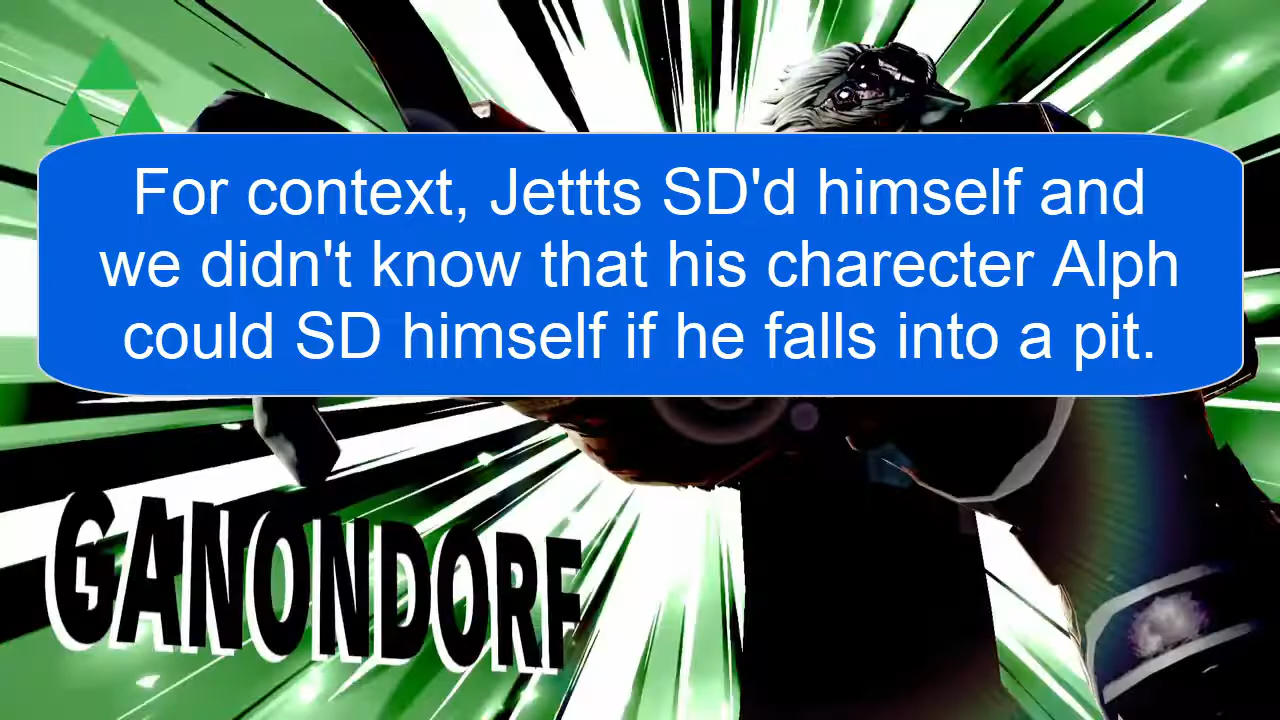 For context, Jettts SD'd himself and
we didn't know that his charecter Alph
could SD himself if he falls into a pit.
GANONDORF